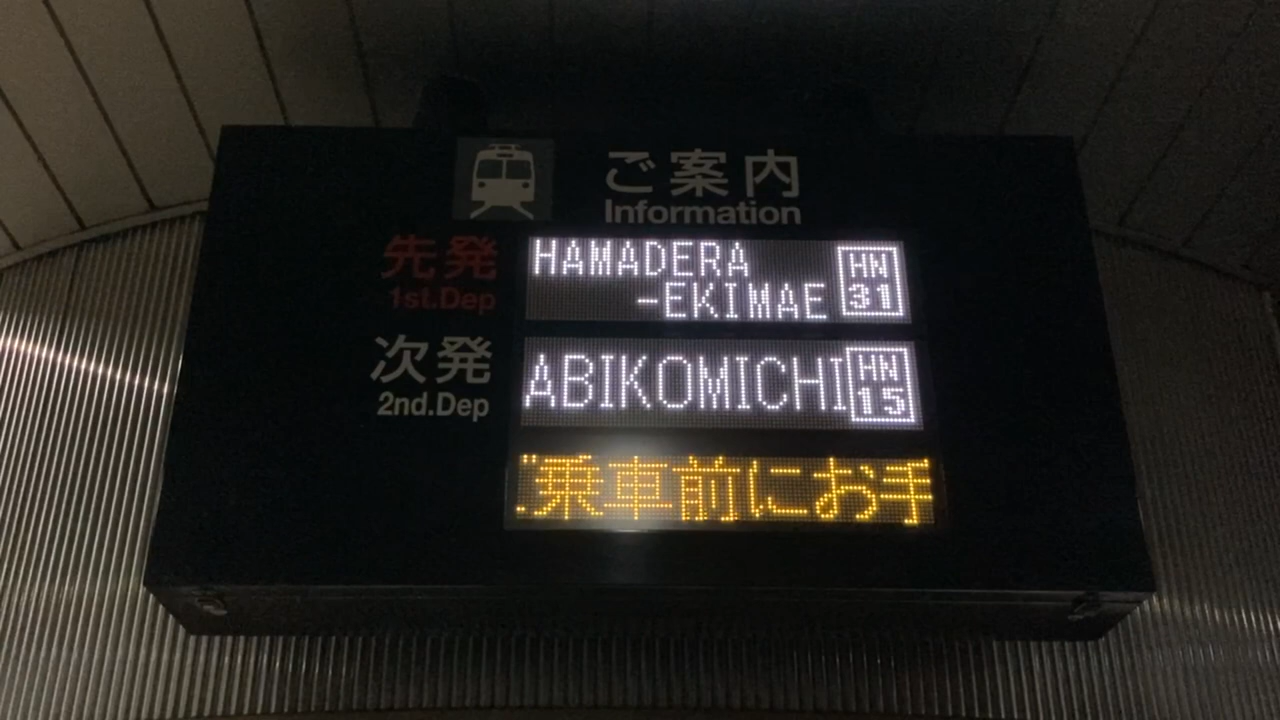 ご案内
Information
先発
1st.Dep
HAMADERA
-EKIMAE
HN
31
次発
2nd.Dep
ABIKOMICHI
HN
15
乗車前にお手